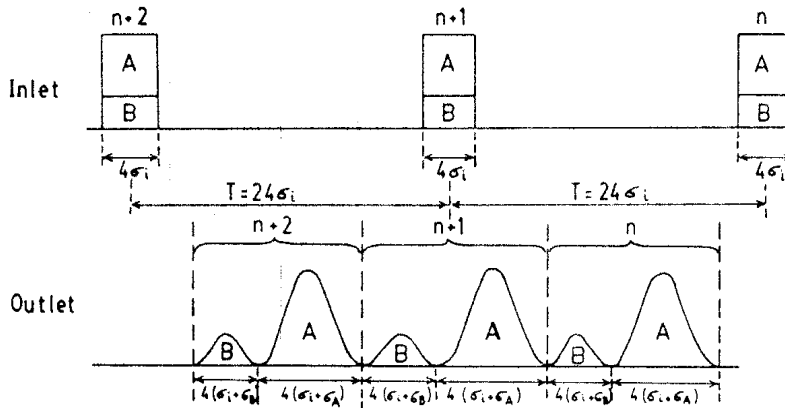 n+2 n+1 n
A A A
Inlet
B B B
4σi 4σi 4σi
T=24σi T=24σi
n+2 n+1 n
Outlet
B A B A B A
4(σi+σB) 4(σi+σA) 4(σi+σB) 4(σi+σA) 4(σi+σB) 4(σi+σA)